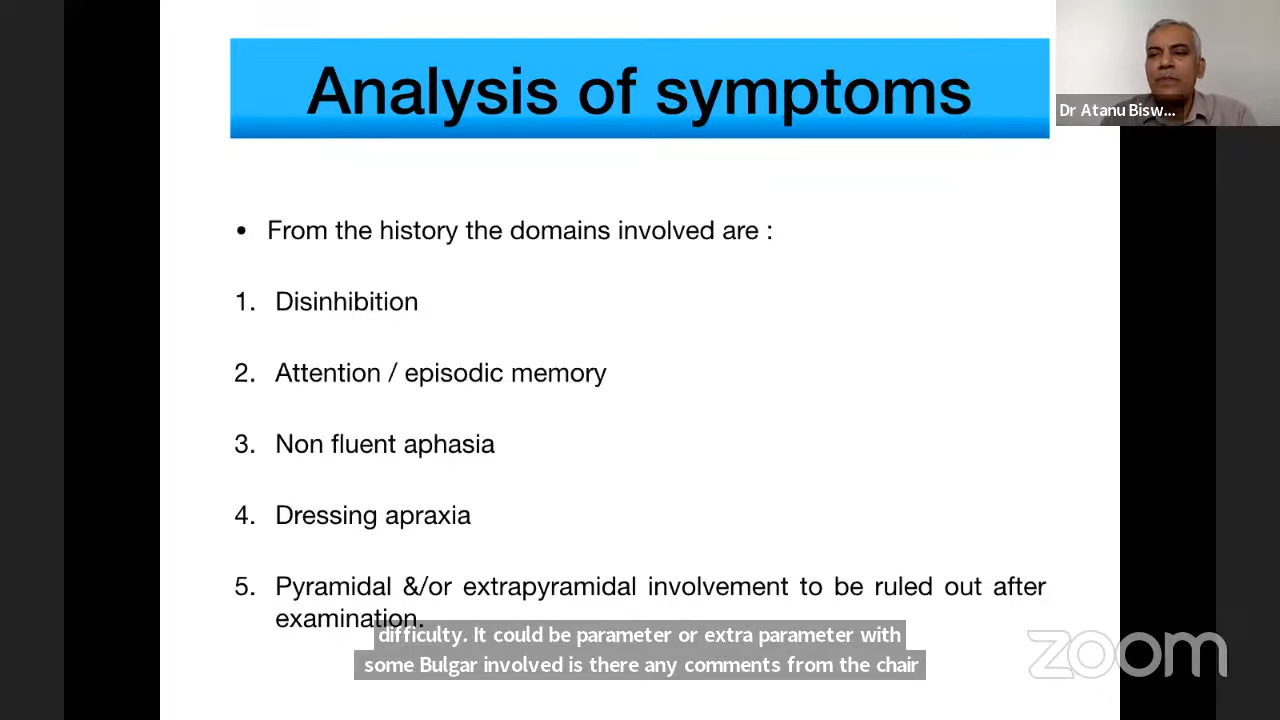 Analysis of symptoms
Dr Atanu Bisw...
• From the history the domains involved are :
1. Disinhibition
2. Attention / episodic memory
3. Non fluent aphasia
4. Dressing apraxia
5. Pyramidal &/or extrapyramidal involvement to be ruled out after
examination.
difficulty. It could be parameter or extra parameter with
some Bulgar involved is there any comments from the chair
zoom